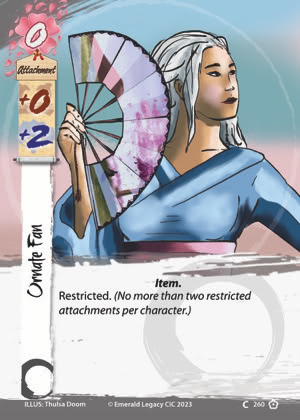 0
Attachment
+0
+2
Ornate Fan
Item.
Restricted. (No more than two restricted
attachments per character.)
ILLUS: Thulsa Doom © Emerald Legacy CIC 2023 C 260